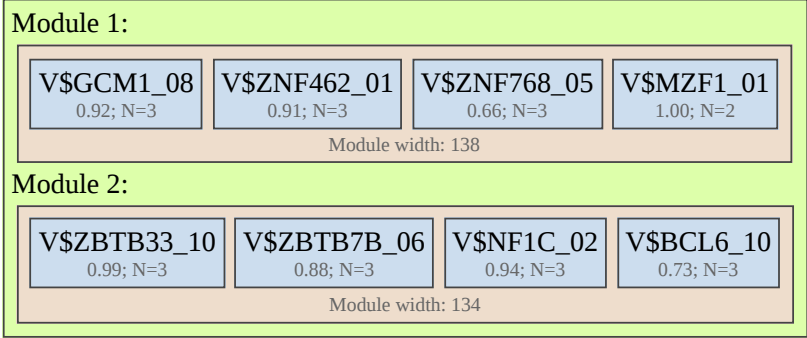 Module 1:
V$GCM1_08 V$ZNF462_01 V$ZNF768_05 V$MZF1_01
0.92; N=3 0.91; N=3 0.66; N=3 1.00; N=2
Module width: 138
Module 2:
V$ZBTB33_10 V$ZBTB7B_06 V$NF1C_02 V$BCL6_10
0.99; N=3 0.88; N=3 0.94; N=3 0.73; N=3
Module width: 134